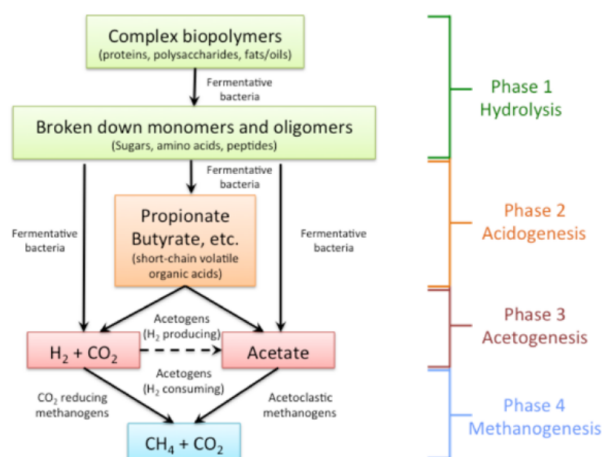 Complex biopolymers
(proteins, polysaccharides, fats/oils)
Fermentative
bacteria
Phase 1
Hydrolysis
Broken down monomers and oligomers
(Sugars, amino acids, peptides)
Fermentative
bacteria
Propionate
Butyrate, etc.
(short-chain volatile
organic acids)
Fermentative
bacteria
Fermentative
bacteria
Phase 2
Acidogenesis
Acetogens
(H₂ producing)
H₂ + CO₂
Acetate
Acetogens
(H₂ consuming)
Phase 3
Acetogenesis
CO₂ reducing
methanogens
Acetoclastic
methanogens
CH₄ + CO₂
Phase 4
Methanogenesis